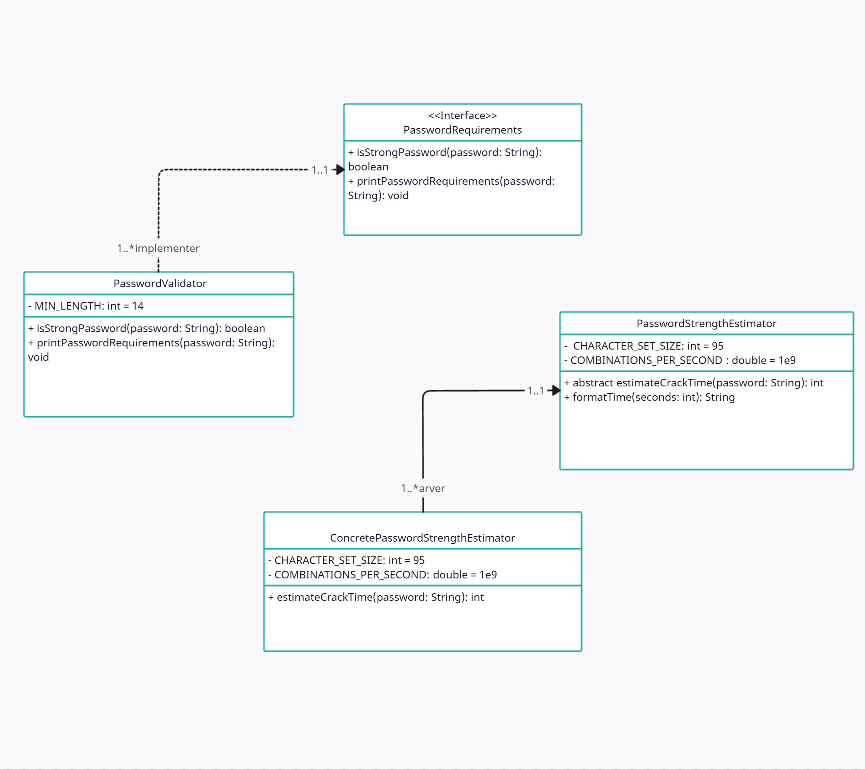 <<Interface>>
PasswordRequirements
+ isStrongPassword(password: String):
boolean
+ printPasswordRequirements(password:
String): void
1..1
1..*implementer
PasswordValidator
- MIN_LENGTH: int = 14
+ isStrongPassword(password: String): boolean
+ printPasswordRequirements(password: String):
void
PasswordStrengthEstimator
-  CHARACTER_SET_SIZE: int = 95
- COMBINATIONS_PER_SECOND : double = 1e9
+ abstract estimateCrackTime(password: String): int
+ formatTime(seconds: int): String
1..1
1..*arver
ConcretePasswordStrengthEstimator
- CHARACTER_SET_SIZE: int = 95
- COMBINATIONS_PER_SECOND: double = 1e9
+ estimateCrackTime(password: String): int